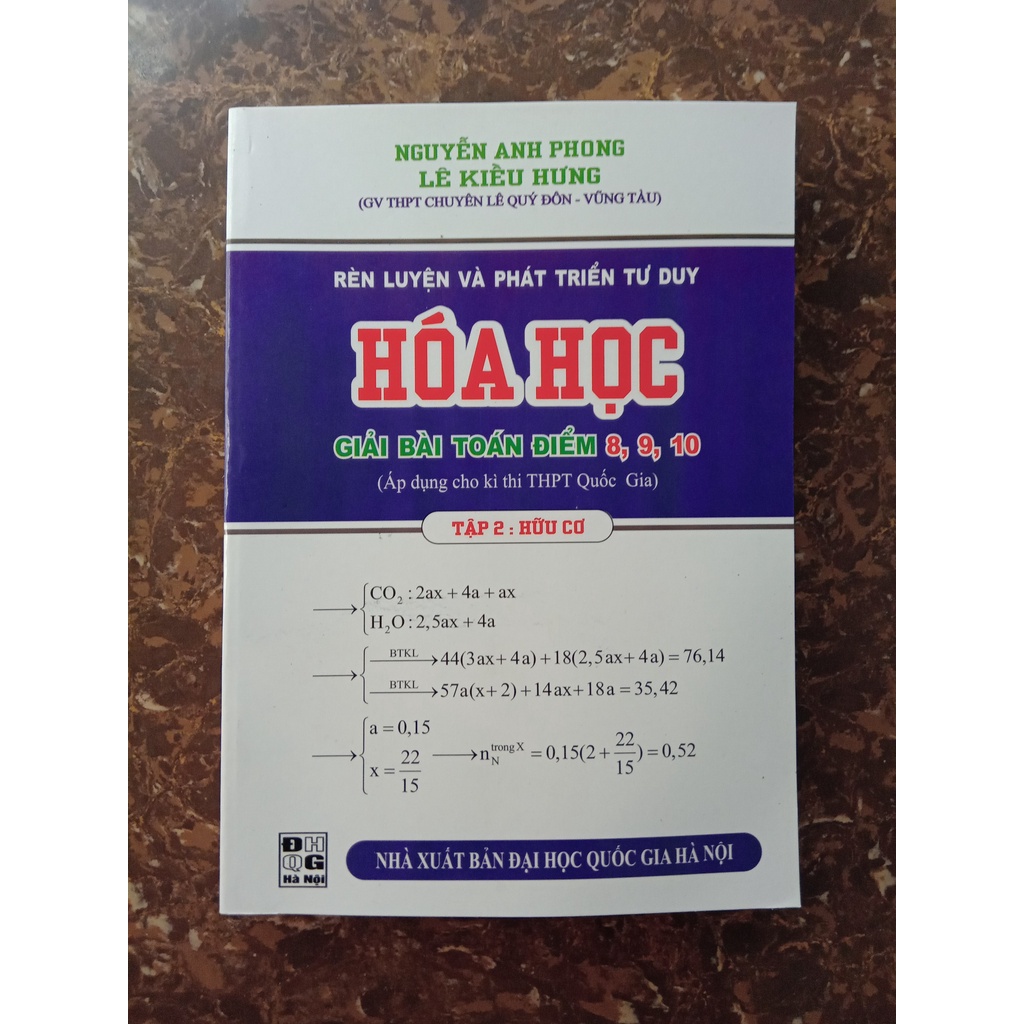 NGUYỄN ANH PHONG
LÊ KIỀU HƯNG
(GV THPT CHUYÊN LÊ QUÝ ĐÔN - VŨNG TÀU)
RÈN LUYỆN VÀ PHÁT TRIỂN TƯ DUY
HÓA HỌC
GIẢI BÀI TOÁN ĐIỂM 8, 9, 10
(Áp dụng cho kì thi THPT Quốc Gia)
TẬP 2 : HỮU CƠ
→ { CO₂ : 2ax + 4a + ax
H₂O : 2,5ax + 4a
→ { BTKL → 44(3ax + 4a) + 18(2,5ax + 4a) = 76,14
BTKL → 57a(x + 2) + 14ax + 18a = 35,42
→ { a = 0,15
x = 22/15 → n_N^trong X = 0,15(2 + 22/15) = 0,52
ĐH
QG
Hà Nội
NHÀ XUẤT BẢN ĐẠI HỌC QUỐC GIA HÀ NỘI